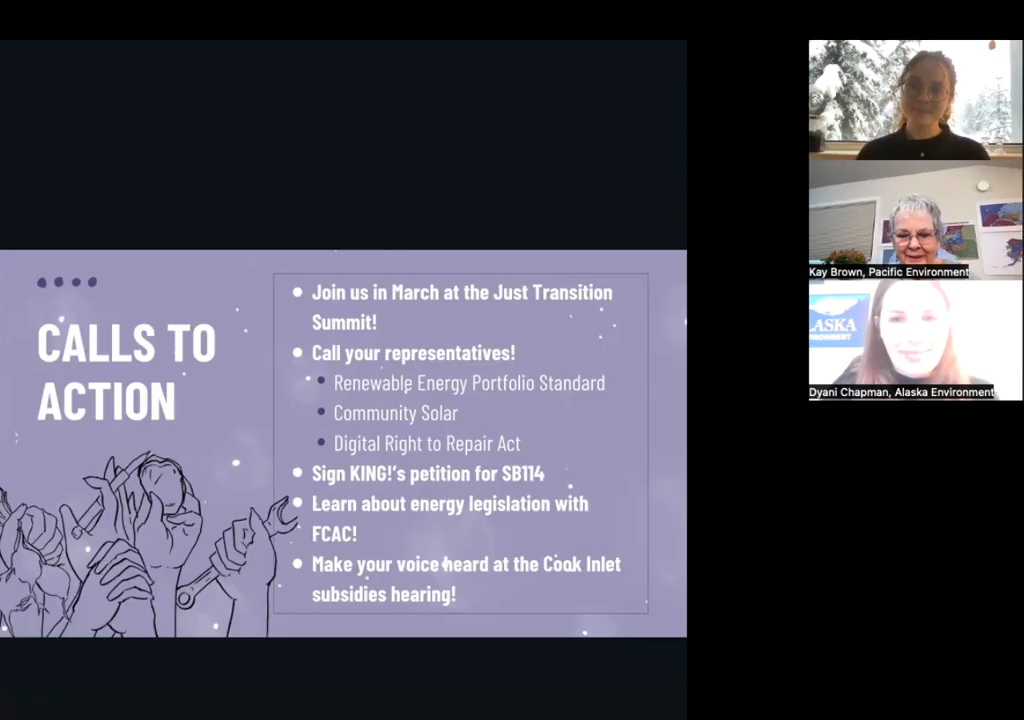 CALLS TO
ACTION
Join us in March at the Just Transition
Summit!
Call your representatives!
Renewable Energy Portfolio Standard
Community Solar
Digital Right to Repair Act
Sign KING!'s petition for SB114
Learn about energy legislation with
FCAC!
Make your voice heard at the Cook Inlet
subsidies hearing!
Kay Brown, Pacific Environment
LASKA
IRONMENT
Dyani Chapman, Alaska Environment